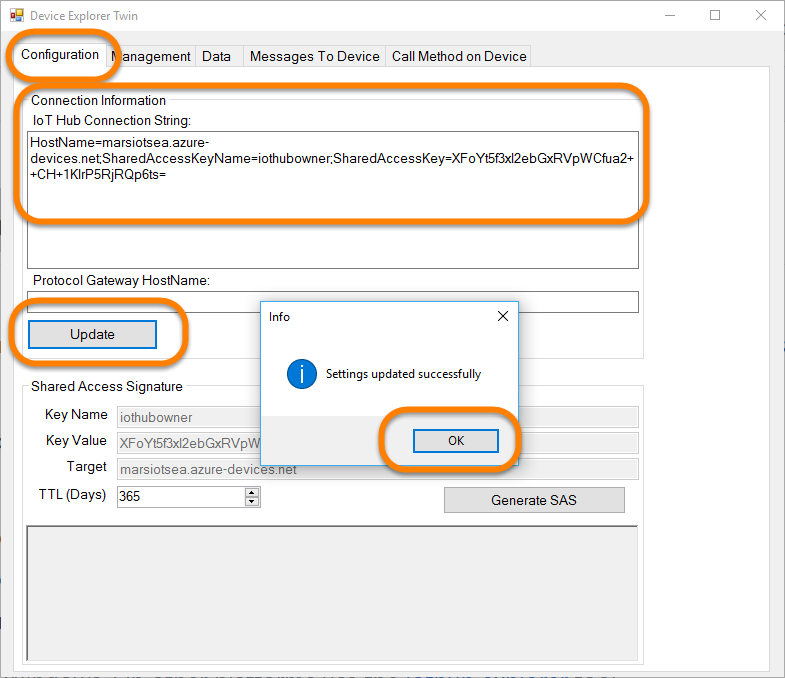 Device Explorer Twin
Configuration Management Data Messages To Device Call Method on Device
Connection Information
IoT Hub Connection String:
HostName=marsiotsea.azure-
devices.net;SharedAccessKeyName=iothubowner;SharedAccessKey=XFoYt5f3xl2ebGxRVpWCfua2+
+CH+1KlrP5RjRQp6ts=
Protocol Gateway HostName:
Update
Info
Settings updated successfully
OK
Shared Access Signature
Key Name iothubowner
Key Value XFoYt5f3xl2ebGxRVpW
Target marsiotsea.azure-devices.net
TTL (Days) 365
Generate SAS